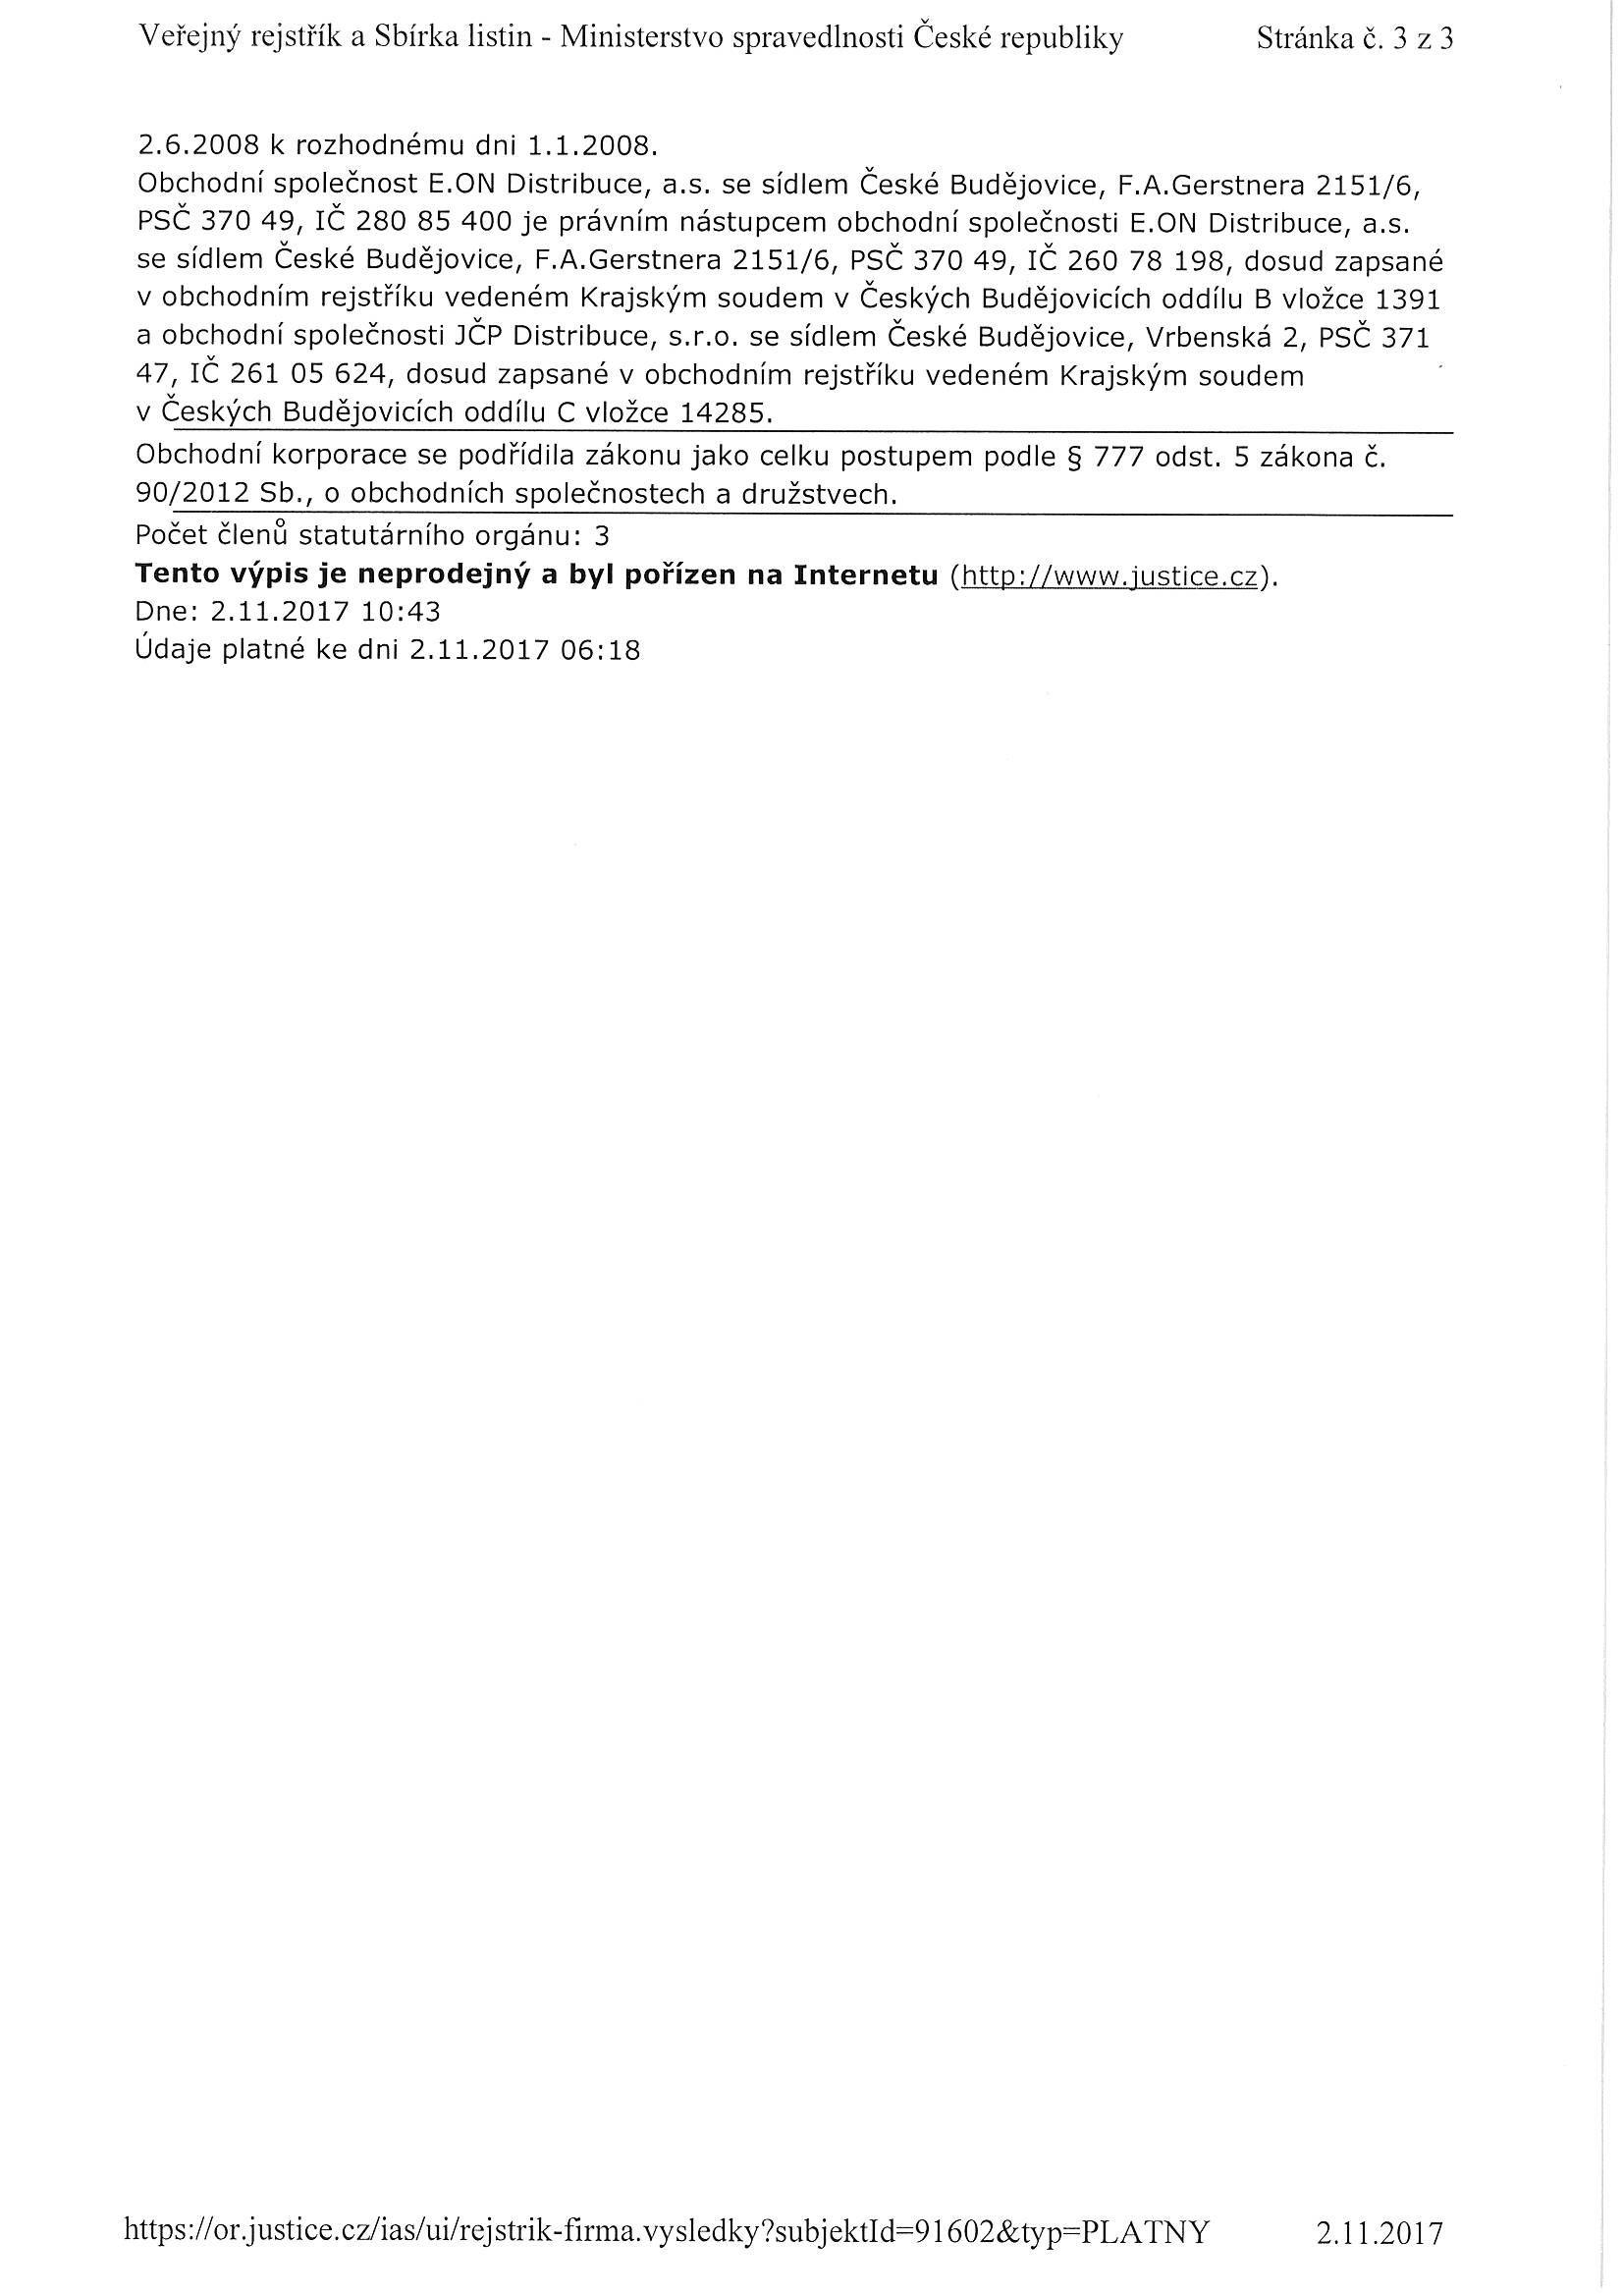 Veřejný rejstřík a Sbírka listin - Ministerstvo spravedlnosti České republiky Stránka č. 3 z 3
2.6.2008 k rozhodnému dni 1.1.2008.
Obchodní společnost E.ON Distribuce, a.s. se sídlem České Budějovice, F.A.Gerstnera 2151/6,
PSČ 370 49, IČ 280 85 400 je právním nástupcem obchodní společnosti E.ON Distribuce, a.s.
se sídlem České Budějovice, F.A.Gerstnera 2151/6, PSČ 370 49, IČ 260 78 198, dosud zapsané
v obchodním rejstříku vedeném Krajským soudem v Českých Budějovicích oddílu B vložce 1391
a obchodní společnosti JČP Distribuce, s.r.o. se sídlem České Budějovice, Vrbenská 2, PSČ 371
47, IČ 261 05 624, dosud zapsané v obchodním rejstříku vedeném Krajským soudem
v Českých Budějovicích oddílu C vložce 14285.
Obchodní korporace se podřídila zákonu jako celku postupem podle § 777 odst. 5 zákona č.
90/2012 Sb., o obchodních společnostech a družstvech.
Počet členů statutárního orgánu: 3
Tento výpis je neprodejný a byl pořízen na Internetu (http://www.justice.cz).
Dne: 2.11.2017 10:43
Údaje platné ke dni 2.11.2017 06:18
https://or.justice.cz/ias/ui/rejstrik-firma.vysledky?subjektId=91602&typ=PLATNY 2.11.2017